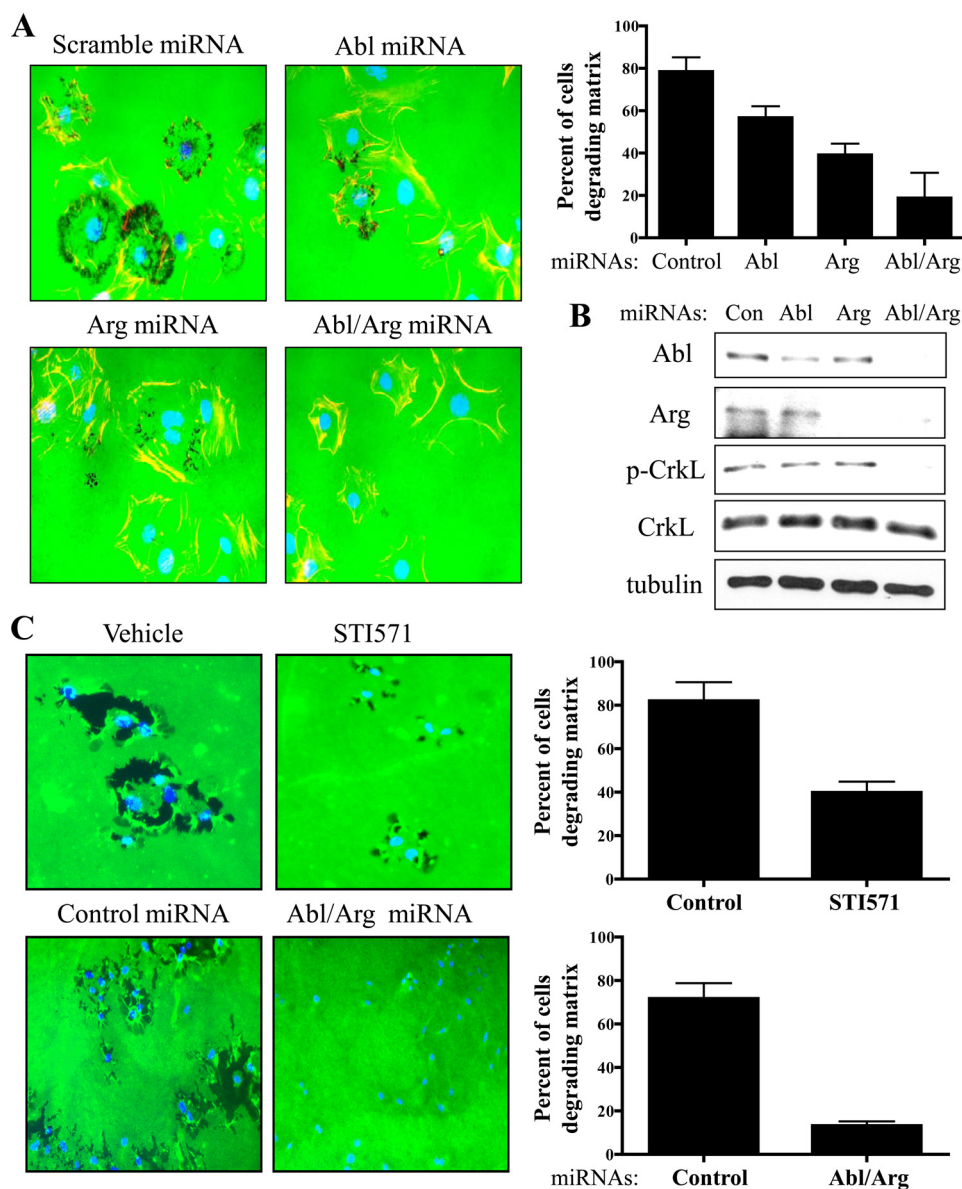 A
Scramble miRNA
Abl miRNA
Arg miRNA
Abl/Arg miRNA
Percent of cells
degrading matrix
100
80
60
40
20
0
miRNAs: Control Abl Arg Abl/Arg
B
miRNAs: Con Abl Arg Abl/Arg
Abl
Arg
p-CrkL
CrkL
tubulin
C
Vehicle
STI571
Control miRNA
Abl/Arg miRNA
Percent of cells
degrading matrix
100
80
60
40
20
0
Control STI571
Percent of cells
degrading matrix
100
80
60
40
20
0
miRNAs: Control Abl/Arg